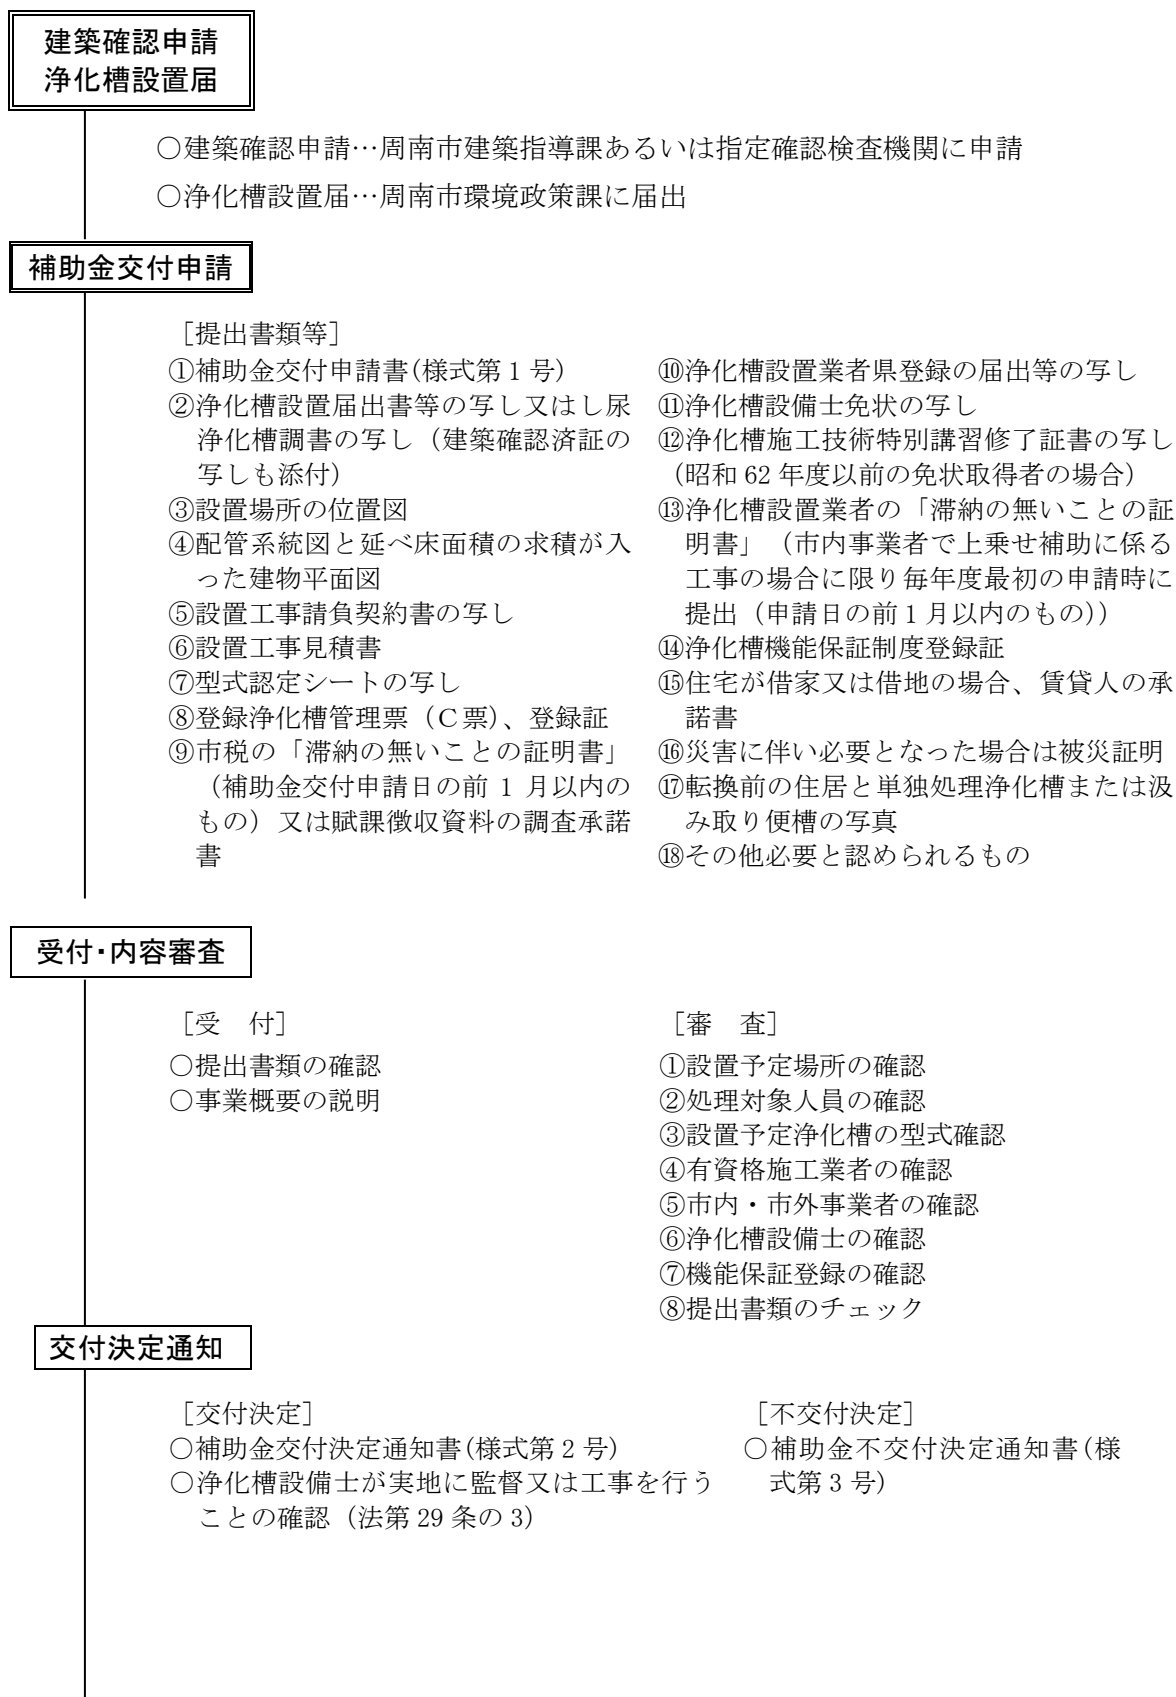 建築確認申請
浄化槽設置届
○建築確認申請…周南市建築指導課あるいは指定確認検査機関に申請
○浄化槽設置届…周南市環境政策課に届出
補助金交付申請
［提出書類等］
①補助金交付申請書(様式第１号)
②浄化槽設置届出書等の写し又はし尿
浄化槽調書の写し（建築確認済証の
写しも添付）
③設置場所の位置図
④配管系統図と延べ床面積の求積が入
った建物平面図
⑤設置工事請負契約書の写し
⑥設置工事見積書
⑦型式認定シートの写し
⑧登録浄化槽管理票（Ｃ票）、登録証
⑨市税の「滞納の無いことの証明書」
（補助金交付申請日の前 1 月以内の
もの）又は賦課徴収資料の調査承諾
書
⑩浄化槽設置業者県登録の届出等の写し
⑪浄化槽設備士免状の写し
⑫浄化槽施工技術特別講習修了証書の写し
（昭和 62 年度以前の免状取得者の場合）
⑬浄化槽設置業者の「滞納の無いことの証
明書」（市内事業者で上乗せ補助に係る
工事の場合に限り毎年度最初の申請時に
提出（申請日の前 1 月以内のもの））
⑭浄化槽機能保証制度登録証
⑮住宅が借家又は借地の場合、賃貸人の承
諾書
⑯災害に伴い必要となった場合は被災証明
⑰転換前の住居と単独処理浄化槽または汲
み取り便槽の写真
⑱その他必要と認められるもの
受付・内容審査
［受　付］
○提出書類の確認
○事業概要の説明
［審　査］
①設置予定場所の確認
②処理対象人員の確認
③設置予定浄化槽の型式確認
④有資格施工業者の確認
⑤市内・市外事業者の確認
⑥浄化槽設備士の確認
⑦機能保証登録の確認
⑧提出書類のチェック
交付決定通知
［交付決定］
○補助金交付決定通知書(様式第２号)
○浄化槽設備士が実地に監督又は工事を行う
ことの確認（法第 29 条の 3）
［不交付決定］
○補助金不交付決定通知書(様
式第３号)